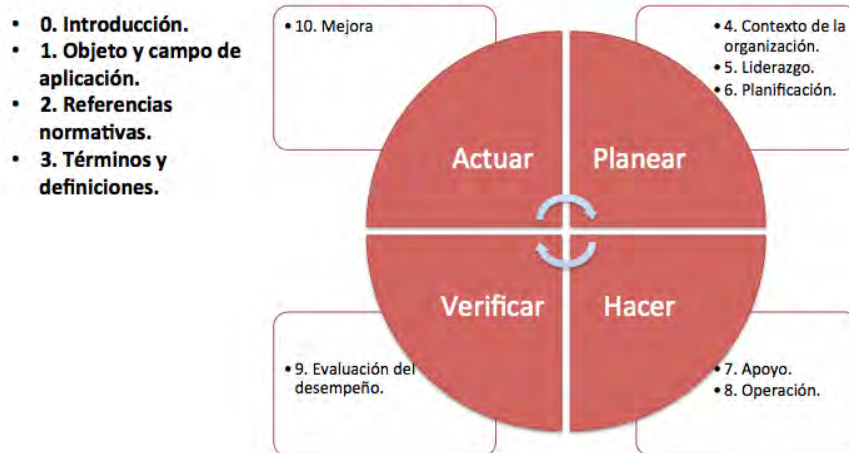 • 0. Introducción.
• 1. Objeto y campo de
aplicación.
• 2. Referencias
normativas.
• 3. Términos y
definiciones.
• 10. Mejora
• 4. Contexto de la
organización.
• 5. Liderazgo.
• 6. Planificación.
Actuar
Planear
Verificar
Hacer
• 9. Evaluación del
desempeño.
• 7. Apoyo.
• 8. Operación.